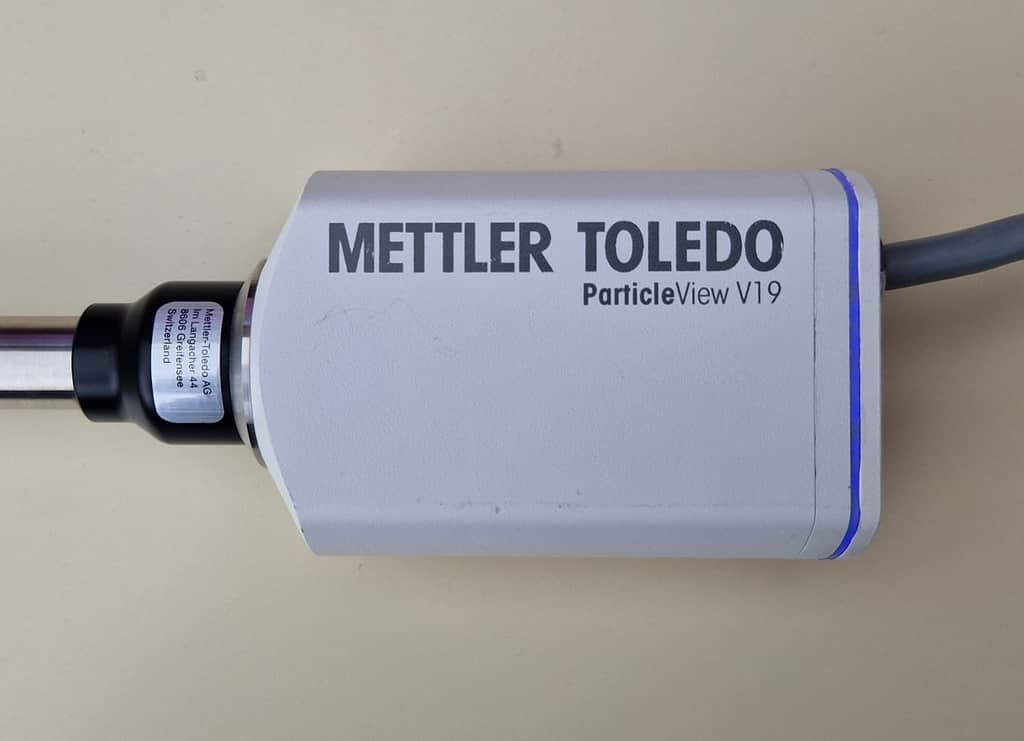 METTLER TOLEDO
ParticleView V19
Mettler-Toledo AG
Im Langacher 44
8606 Greifensee
Switzerland